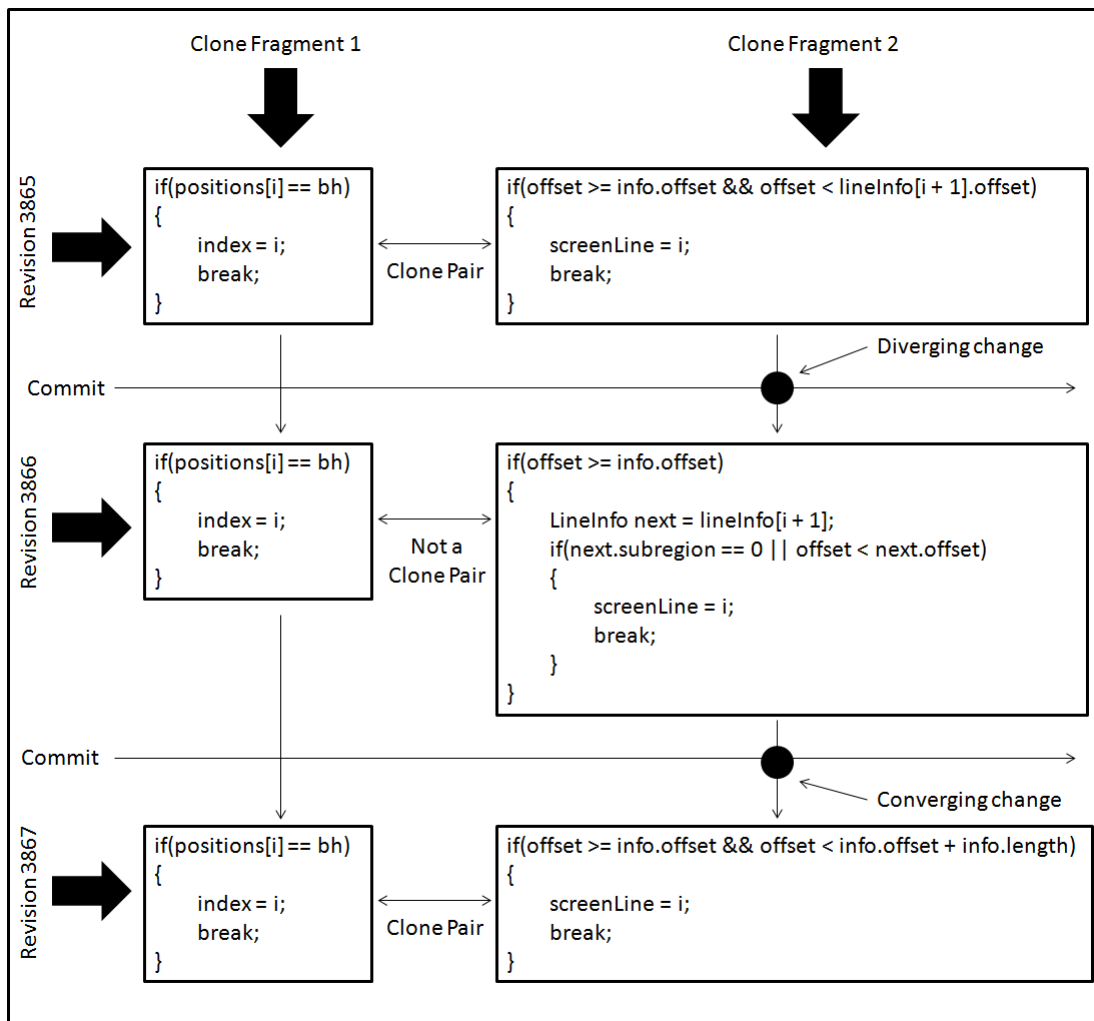 Clone Fragment 1
Clone Fragment 2
Revision 3865
if(positions[i] == bh)
{
index = i;
break;
}
Clone Pair
if(offset >= info.offset && offset < lineInfo[i + 1].offset)
{
screenLine = i;
break;
}
Diverging change
Commit
Revision 3866
if(positions[i] == bh)
{
index = i;
break;
}
Not a
Clone Pair
if(offset >= info.offset)
{
LineInfo next = lineInfo[i + 1];
if(next.subregion == 0 || offset < next.offset)
{
screenLine = i;
break;
}
}
Commit
Converging change
Revision 3867
if(positions[i] == bh)
{
index = i;
break;
}
Clone Pair
if(offset >= info.offset && offset < info.offset + info.length)
{
screenLine = i;
break;
}